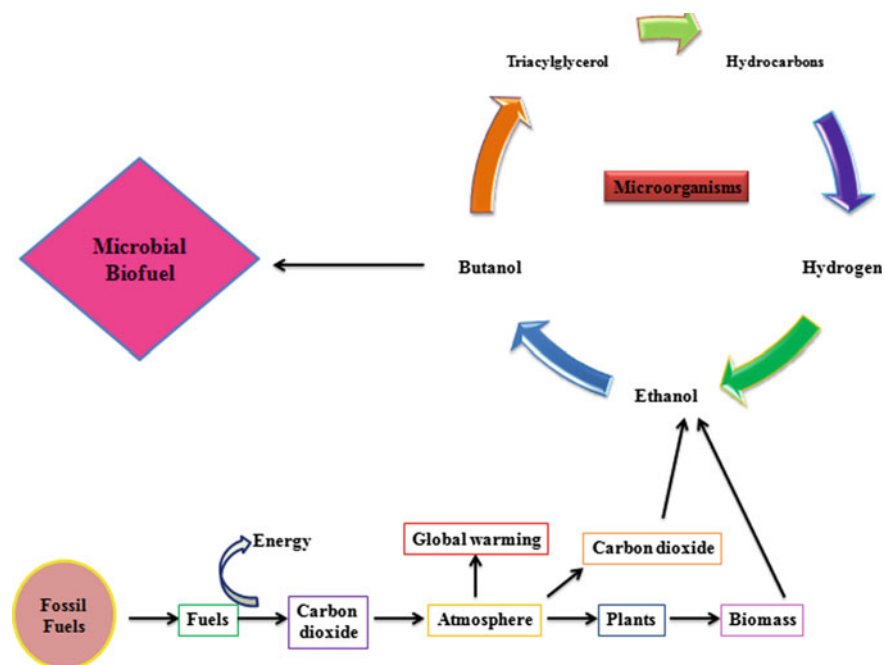 Triacylglycerol
Hydrocarbons
Microorganisms
Microbial
Biofuel
Butanol
Hydrogen
Ethanol
Energy
Global warming
Carbon dioxide
Fossil
Fuels
Fuels
Carbon
dioxide
Atmosphere
Plants
Biomass